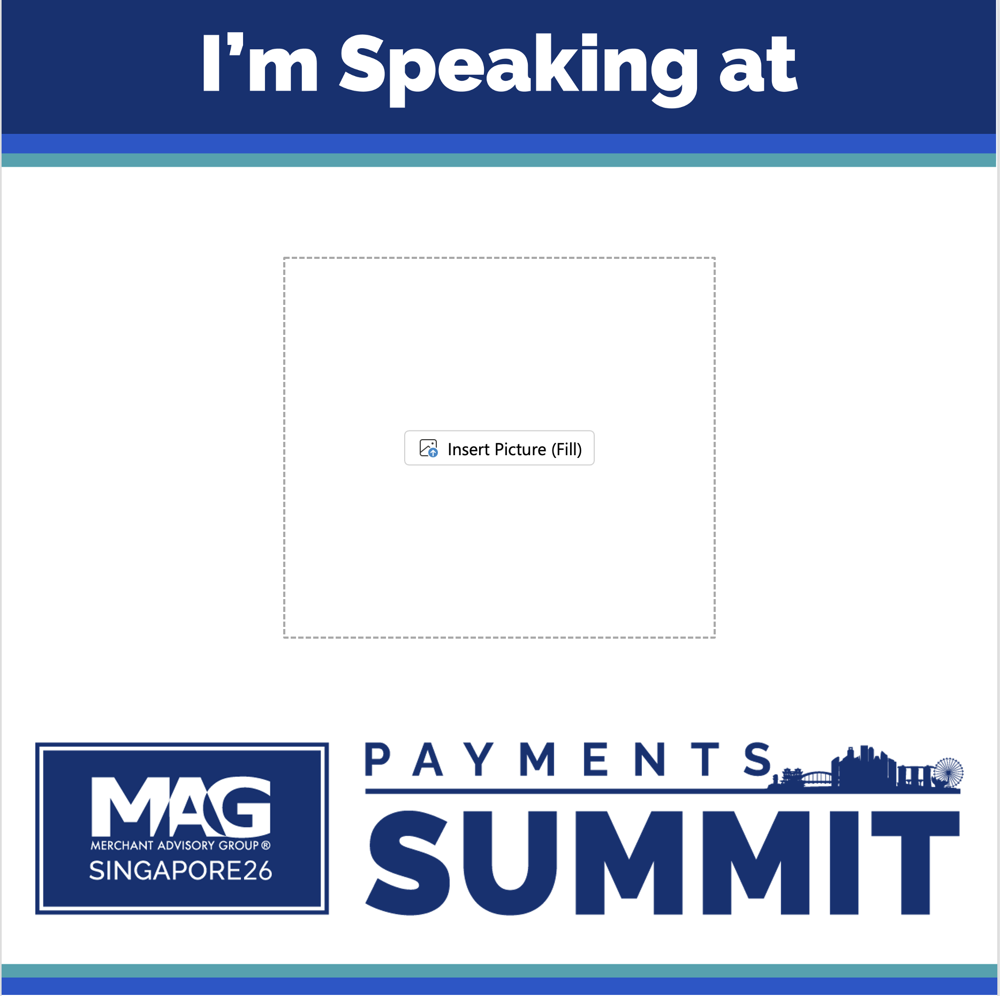 I’m Speaking at
Insert Picture (Fill)
PAYMENTS
SUMMIT
MAG
MERCHANT ADVISORY GROUP®
SINGAPORE26